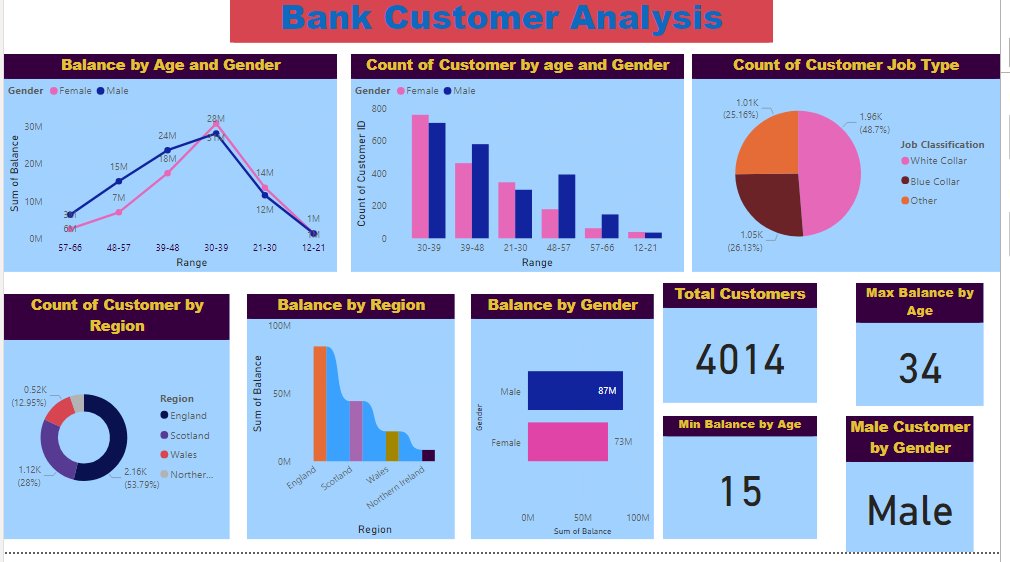 Bank Customer Analysis
Balance by Age and Gender
Gender Female Male
Sum of Balance
30M
20M
10M
0M
3M
6M
15M
7M
24M
18M
28M
14M
12M
1M
57-66 48-57 39-48 30-39 21-30 12-21
Range
Count of Customer by age and Gender
Gender Female Male
Count of Customer ID
800
600
400
200
0
30-39 39-48 21-30 48-57 57-66 12-21
Range
Count of Customer Job Type
1.01K
(25.16%)
1.96K
(48.7%)
1.05K
(26.13%)
Job Classification
White Collar
Blue Collar
Other
Count of Customer by
Region
0.52K
(12.95%)
1.12K
(28%)
2.16K
(53.79%)
Region
England
Scotland
Wales
Norther...
Balance by Region
Sum of Balance
100M
50M
0M
England Scotland Wales Northern Ireland
Region
Balance by Gender
Gender
Male 87M
Female 73M
0M 50M 100M
Sum of Balance
Total Customers
4014
Max Balance by
Age
34
Min Balance by Age
15
Male Customer
by Gender
Male